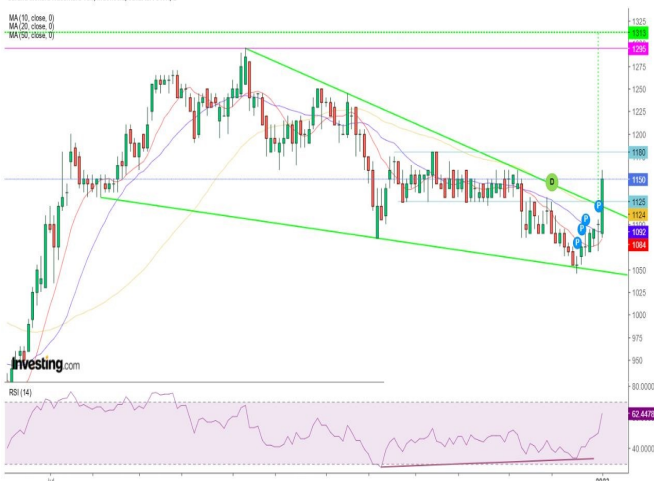 MA (10, close, 0)
MA (20, close, 0)
MA (50, close, 0)
1325
1313
1295
1275
1250
1225
1200
1180
1150
1125
1124
1092
1084
1050
1025
1000
975
950
D
P
P
P
P
Investing.com
RSI (14)
80.0000
62.4478
40.0000